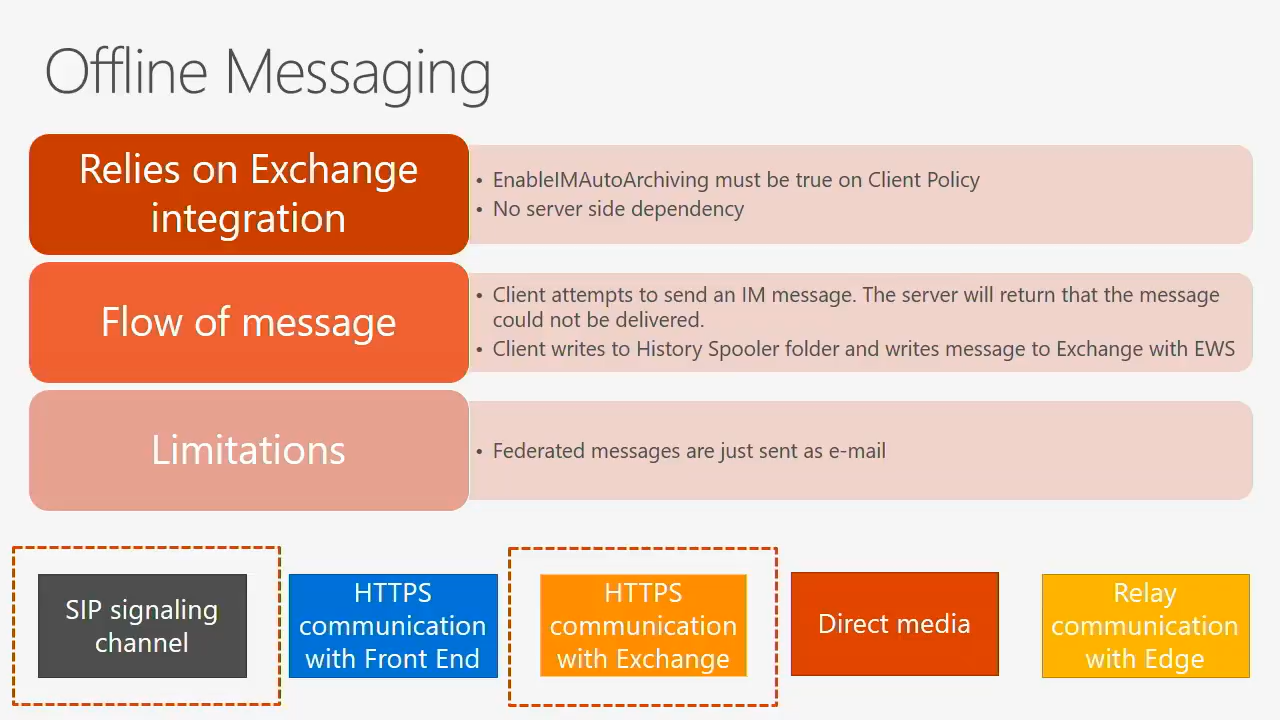 Offline Messaging
Relies on Exchange
integration
• EnableIMAutoArchiving must be true on Client Policy
• No server side dependency
Flow of message
• Client attempts to send an IM message. The server will return that the message
could not be delivered.
• Client writes to History Spooler folder and writes message to Exchange with EWS
Limitations
• Federated messages are just sent as e-mail
SIP signaling
channel
HTTPS
communication
with Front End
HTTPS
communication
with Exchange
Direct media
Relay
communication
with Edge